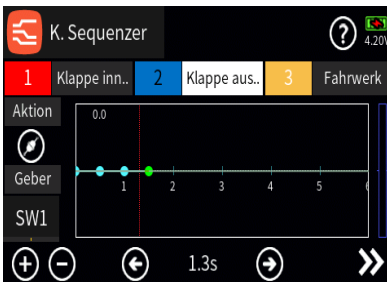 K. Sequenzer ?
4.20V
1 Klappe inn.. 2 Klappe aus.. 3 Fahrwerk
Aktion
0.0
Geber
1 2 3 4 5 6
SW1
1.3s